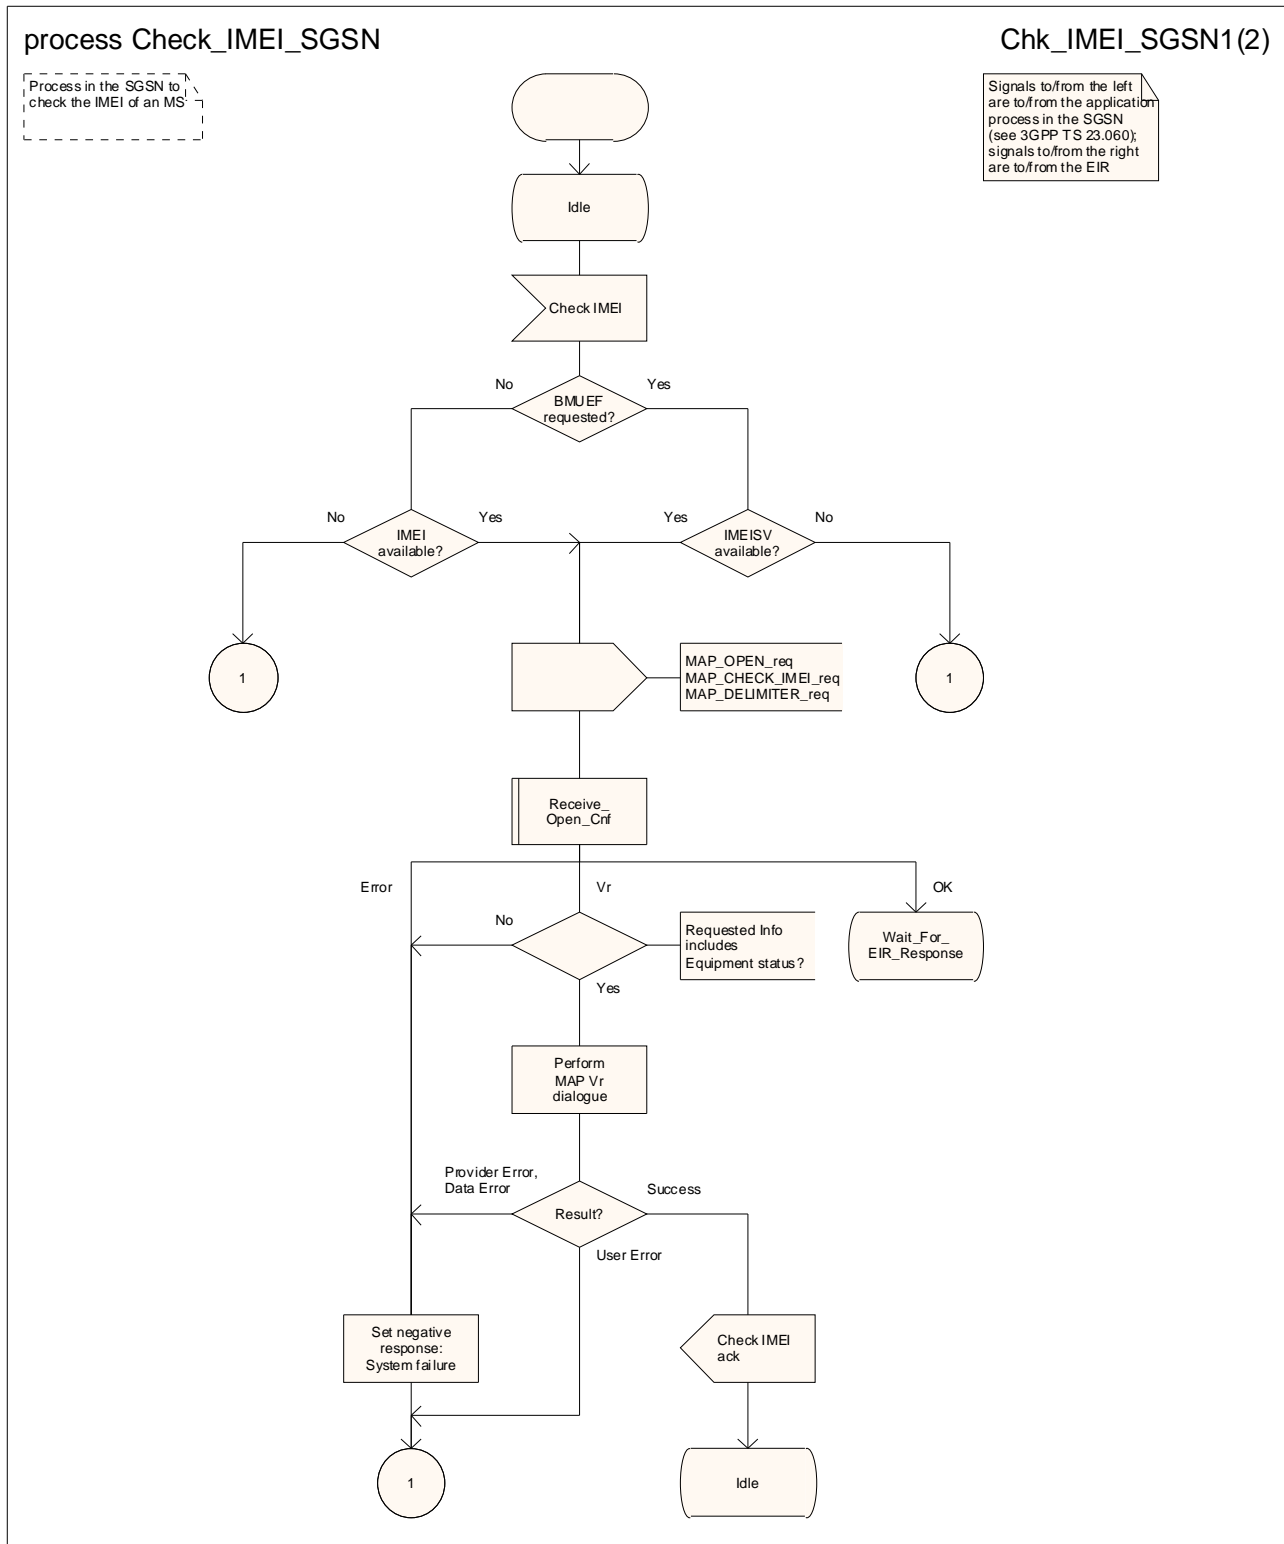 process Check_IMEI_SGSN
Chk_IMEI_SGSN1(2)
Process in the SGSN to
check the IMEI of an MS
Signals to/from the left
are to/from the application
process in the SGSN
(see 3GPP TS 23.060);
signals to/from the right
are to/from the EIR
Idle
Check IMEI
No
Yes
BMUEF
requested?
No
IMEI
available?
Yes
Yes
IMEISV
available?
No
1
MAP_OPEN_req
MAP_CHECK_IMEI_req
MAP_DELIMITER_req
1
Receive_
Open_Cnf
Error
Vr
OK
No
Requested Info
includes
Equipment status?
Wait_For_
EIR_Response
Yes
Perform
MAP Vr
dialogue
Provider Error,
Data Error
Success
Result?
User Error
Set negative
response:
System failure
Check IMEI
ack
1
Idle